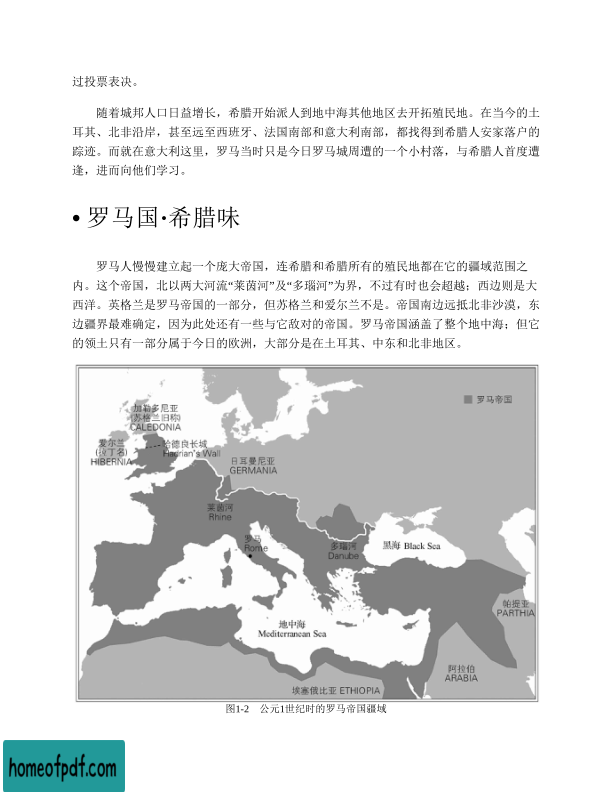 过投票表决。
随着城邦人口日益增长，希腊开始派人到地中海其他地区去开拓殖民地。在当今的土
耳其、北非沿岸，甚至远至西班牙、法国南部和意大利南部，都找得到希腊人安家落户的
踪迹。而就在意大利这里，罗马当时只是今日罗马城周遭的一个小村落，与希腊人首度遭
逢，进而向他们学习。
• 罗马国·希腊味
罗马人慢慢建立起一个庞大帝国，连希腊和希腊所有的殖民地都在它的疆域范围之
内。这个帝国，北以两大河流“莱茵河”及“多瑙河”为界，不过有时也会超越；西边则是大
西洋。英格兰是罗马帝国的一部分，但苏格兰和爱尔兰不是。帝国南边远抵北非沙漠，东
边疆界最难确定，因为此处还有一些与它敌对的帝国。罗马帝国涵盖了整个地中海；但它
的领土只有一部分属于今日的欧洲，大部分是在土耳其、中东和北非地区。
罗马帝国
加勒多尼亚
(苏格兰旧称)
CALEDONIA
爱尔兰
(拉丁名)
HIBERNIA
哈德良长城
Hadrian's Wall
日耳曼尼亚
GERMANIA
莱茵河
Rhine
罗马
Rome
多瑙河
Danube
黑海 Black Sea
帕提亚
PARTHIA
地中海
Mediterranean Sea
阿拉伯
ARABIA
埃塞俄比亚 ETHIOPIA
图1-2 公元1世纪时的罗马帝国疆域
homeofpdf.com